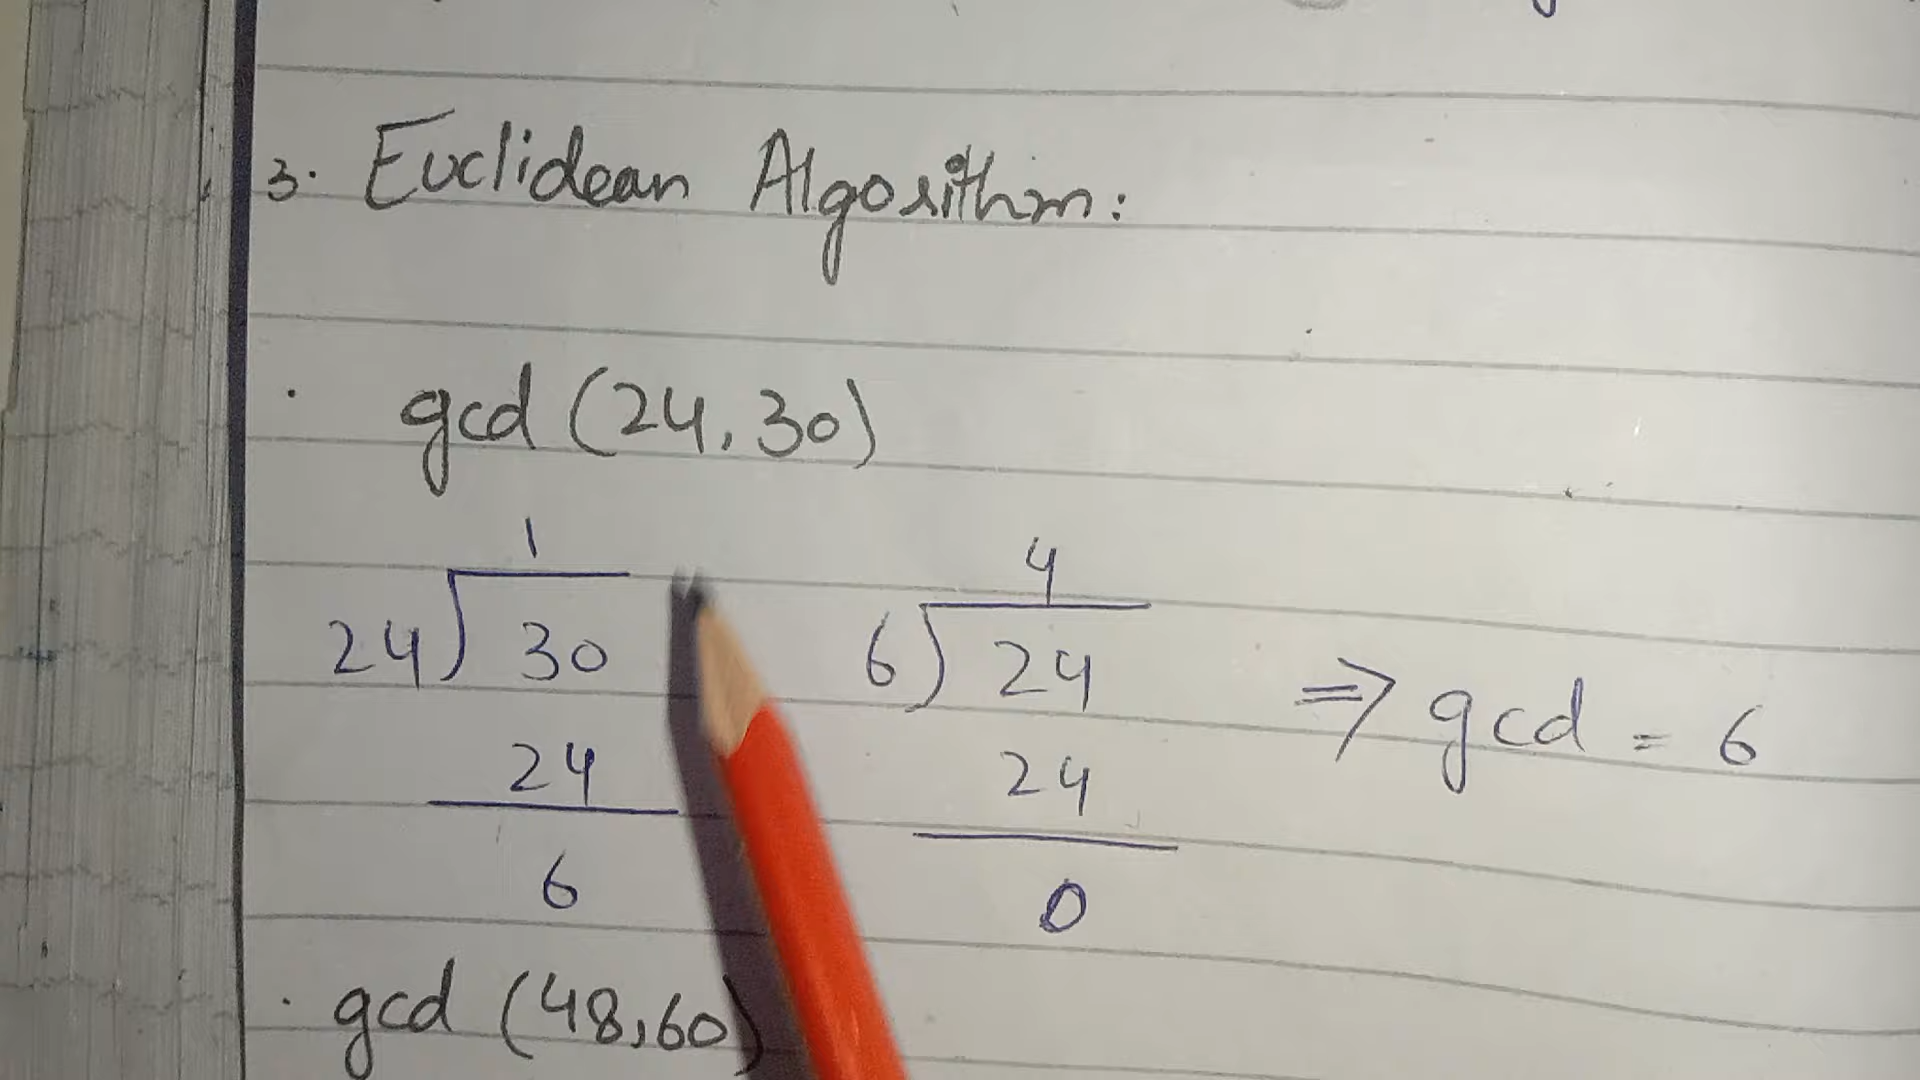 3. Euclidean Algorithm:
. gcd (24, 30)
1
24) 30
24
6
4
6) 24
24
0
⇒ gcd = 6
. gcd (48, 60)